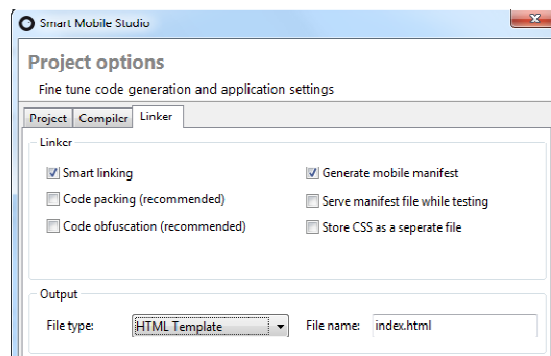 Smart Mobile Studio
Project options
Fine tune code generation and application settings
Project Compiler Linker
Linker
Smart linking
Generate mobile manifest
Code packing (recommended)
Serve manifest file while testing
Code obfuscation (recommended)
Store CSS as a seperate file
Output
File type: HTML Template File name: index.html